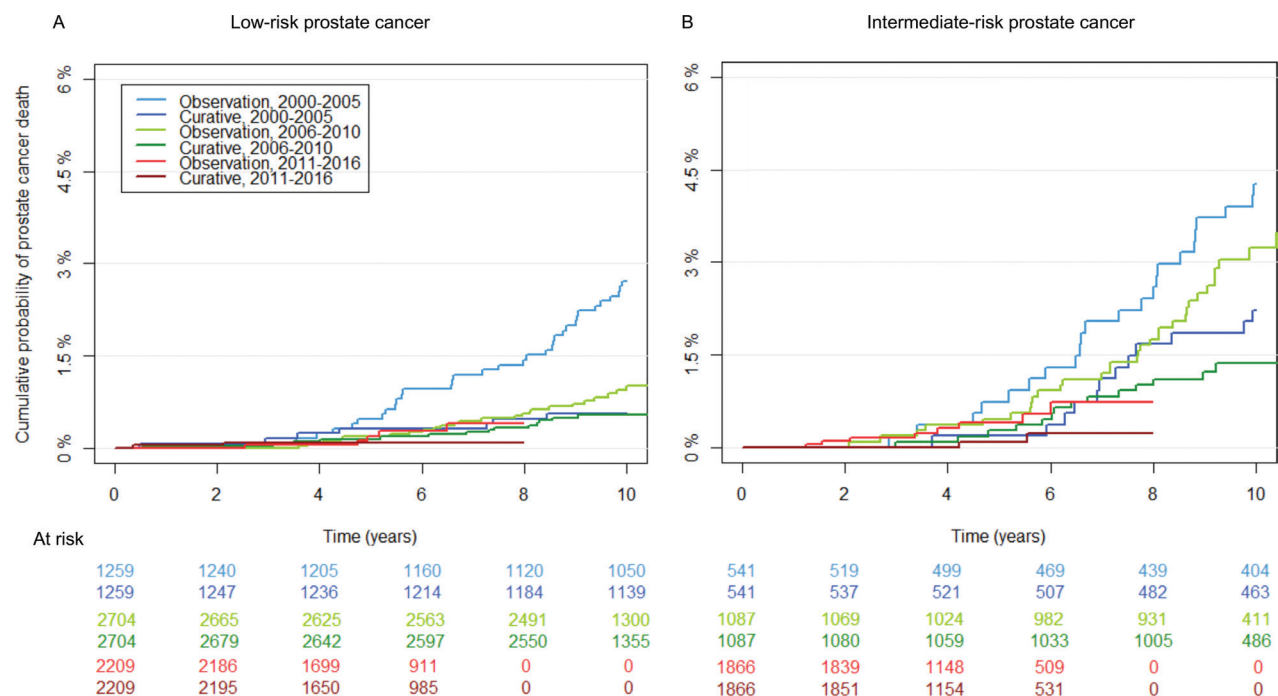 A Low-risk prostate cancer
B Intermediate-risk prostate cancer
Cumulative probability of prostate cancer death
6 %
4.5 %
3 %
1.5 %
0 %
Observation, 2000-2005
Curative, 2000-2005
Observation, 2006-2010
Curative, 2006-2010
Observation, 2011-2016
Curative, 2011-2016
0 2 4 6 8 10
Time (years)
6 %
4.5 %
3 %
1.5 %
0 %
0 2 4 6 8 10
Time (years)
At risk
1259 1240 1205 1160 1120 1050
1259 1247 1236 1214 1184 1139
2704 2665 2625 2563 2491 1300
2704 2679 2642 2597 2550 1355
2209 2186 1699 911 0 0
2209 2195 1650 985 0 0
541 519 499 469 439 404
541 537 521 507 482 463
1087 1069 1024 982 931 411
1087 1080 1059 1033 1005 486
1866 1839 1148 509 0 0
1866 1851 1154 531 0 0